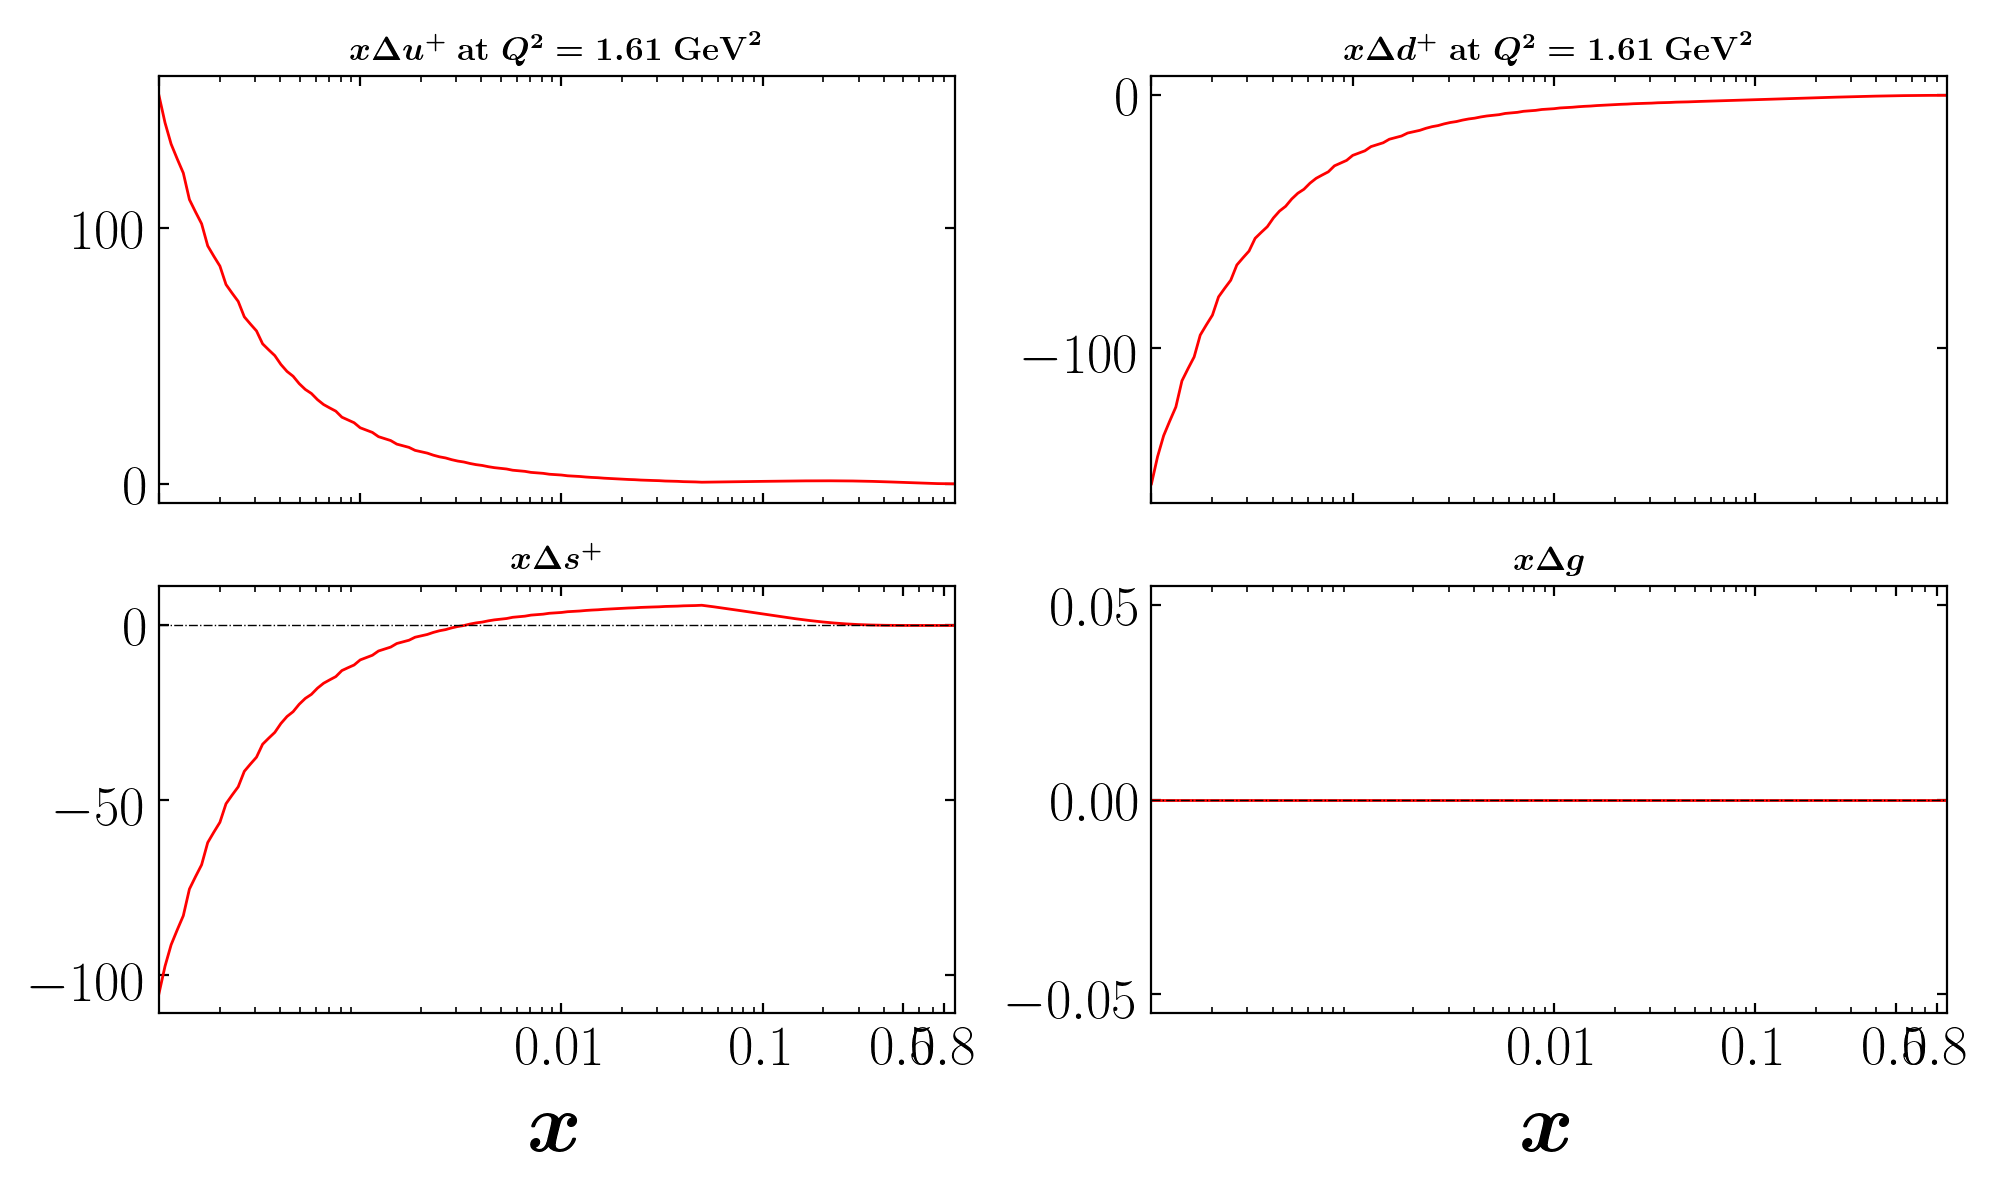 xΔu⁺ at Q² = 1.61 GeV²
100
0
xΔd⁺ at Q² = 1.61 GeV²
0
−100
xΔs⁺
0
−50
−100
0.01 0.1 0.5 0.8
x
xΔg
0.05
0.00
−0.05
0.01 0.1 0.5 0.8
x